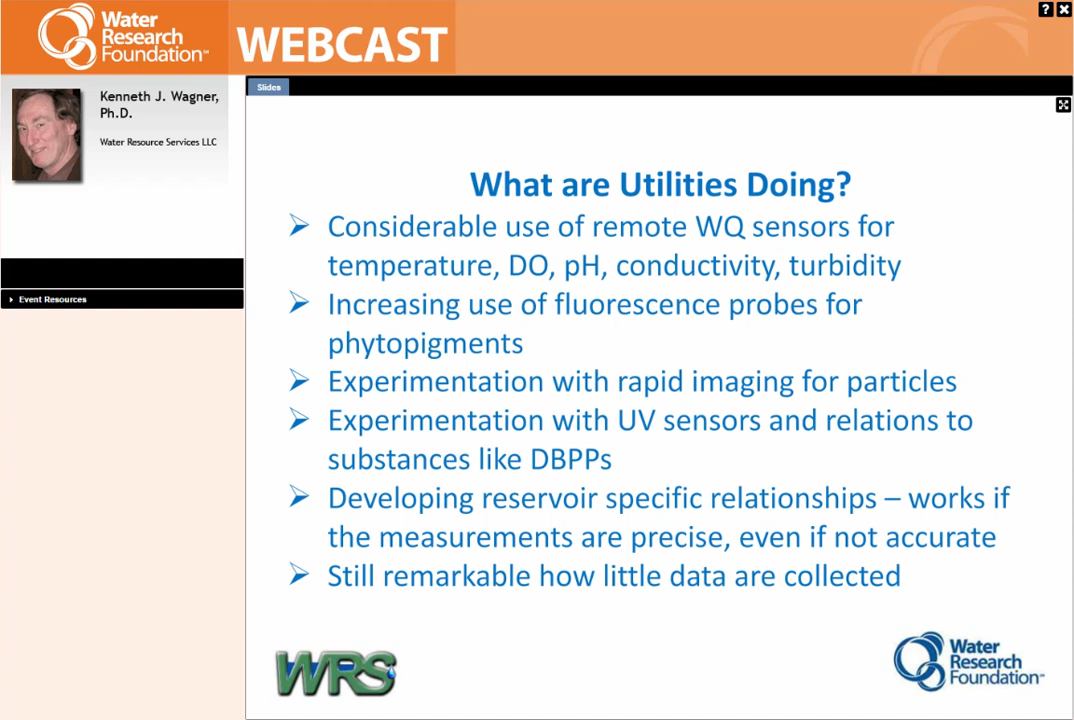 Water
Research
Foundation™
WEBCAST
? ×
Kenneth J. Wagner,
Ph.D.
Water Resource Services LLC
Slides
Event Resources
What are Utilities Doing?
Considerable use of remote WQ sensors for
temperature, DO, pH, conductivity, turbidity
Increasing use of fluorescence probes for
phytopigments
Experimentation with rapid imaging for particles
Experimentation with UV sensors and relations to
substances like DBPPs
Developing reservoir specific relationships – works if
the measurements are precise, even if not accurate
Still remarkable how little data are collected
WRS
Water
Research
Foundation™